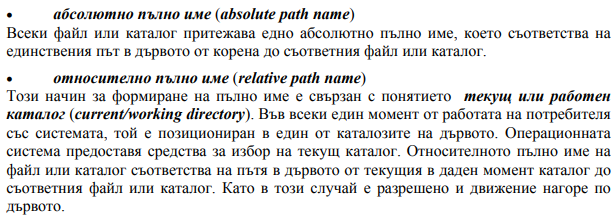 • абсолютно пълно име (absolute path name)
Всеки файл или каталог притежава едно абсолютно пълно име, което съответства на
единствения път в дървото от корена до съответния файл или каталог.
• относително пълно име (relative path name)
Този начин за формиране на пълно име е свързан с понятието текущ или работен
каталог (current/working directory). Във всеки един момент от работата на потребителя
със системата, той е позициониран в един от каталозите на дървото. Операционната
система предоставя средства за избор на текущ каталог. Относителното пълно име на
файл или каталог съответства на пътя в дървото от текущия в даден момент каталог до
съответния файл или каталог. Като в този случай е разрешено и движение нагоре по
дървото.